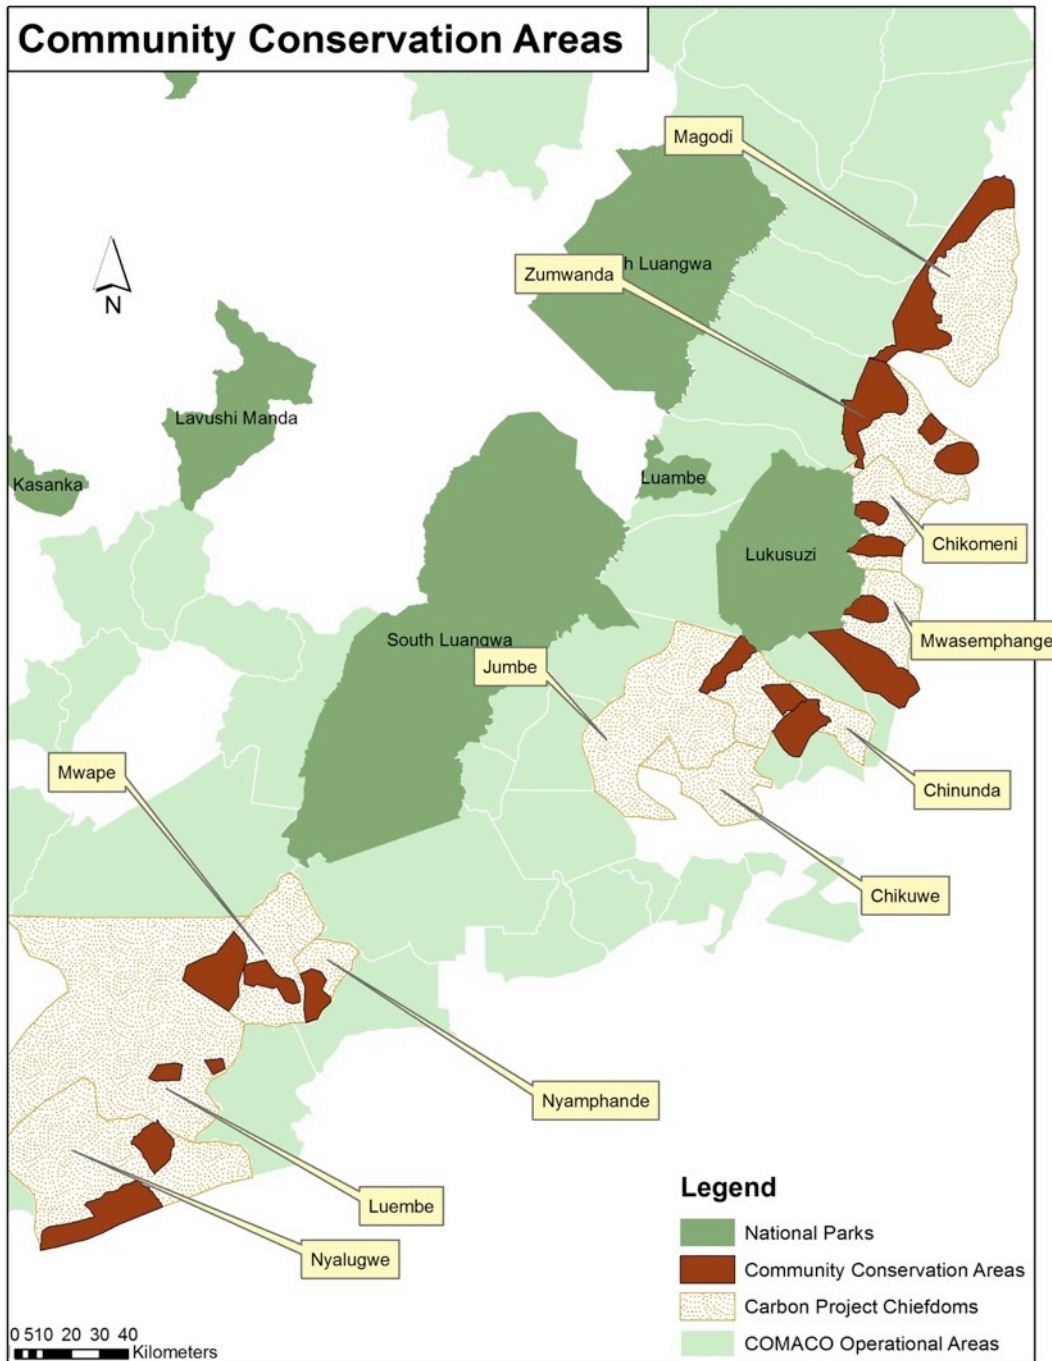 Community Conservation Areas
Magodi
Zumwanda
h Luangwa
N
Lavushi Manda
Kasanka
Luambe
Chikomeni
Lukusuzi
Mwasemphange
South Luangwa
Jumbe
Mwape
Chinunda
Chikuwe
Nyamphande
Luembe
Nyalugwe
Legend
National Parks
Community Conservation Areas
Carbon Project Chiefdoms
COMACO Operational Areas
0 510 20 30 40
Kilometers